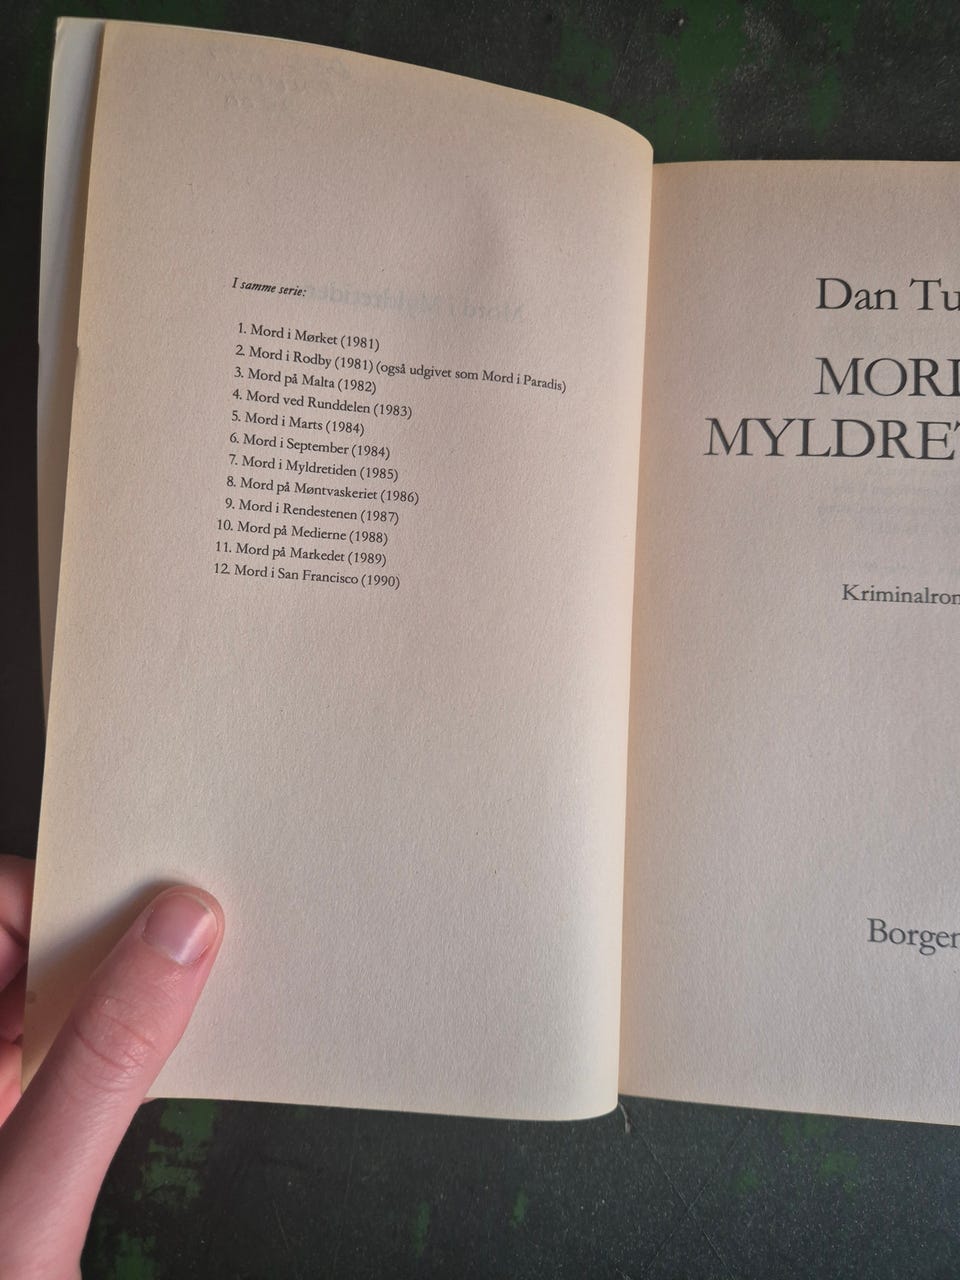 I samme serie:
1. Mord i Mørket (1981)
2. Mord i Rodby (1981) (også udgivet som Mord i Paradis)
3. Mord på Malta (1982)
4. Mord ved Runddelen (1983)
5. Mord i Marts (1984)
6. Mord i September (1984)
7. Mord i Myldretiden (1985)
8. Mord på Møntvaskeriet (1986)
9. Mord i Rendestenen (1987)
10. Mord på Medierne (1988)
11. Mord på Markedet (1989)
12. Mord i San Francisco (1990)
Dan Tu
MORD
MYLDRET
Kriminalrom
Borgen